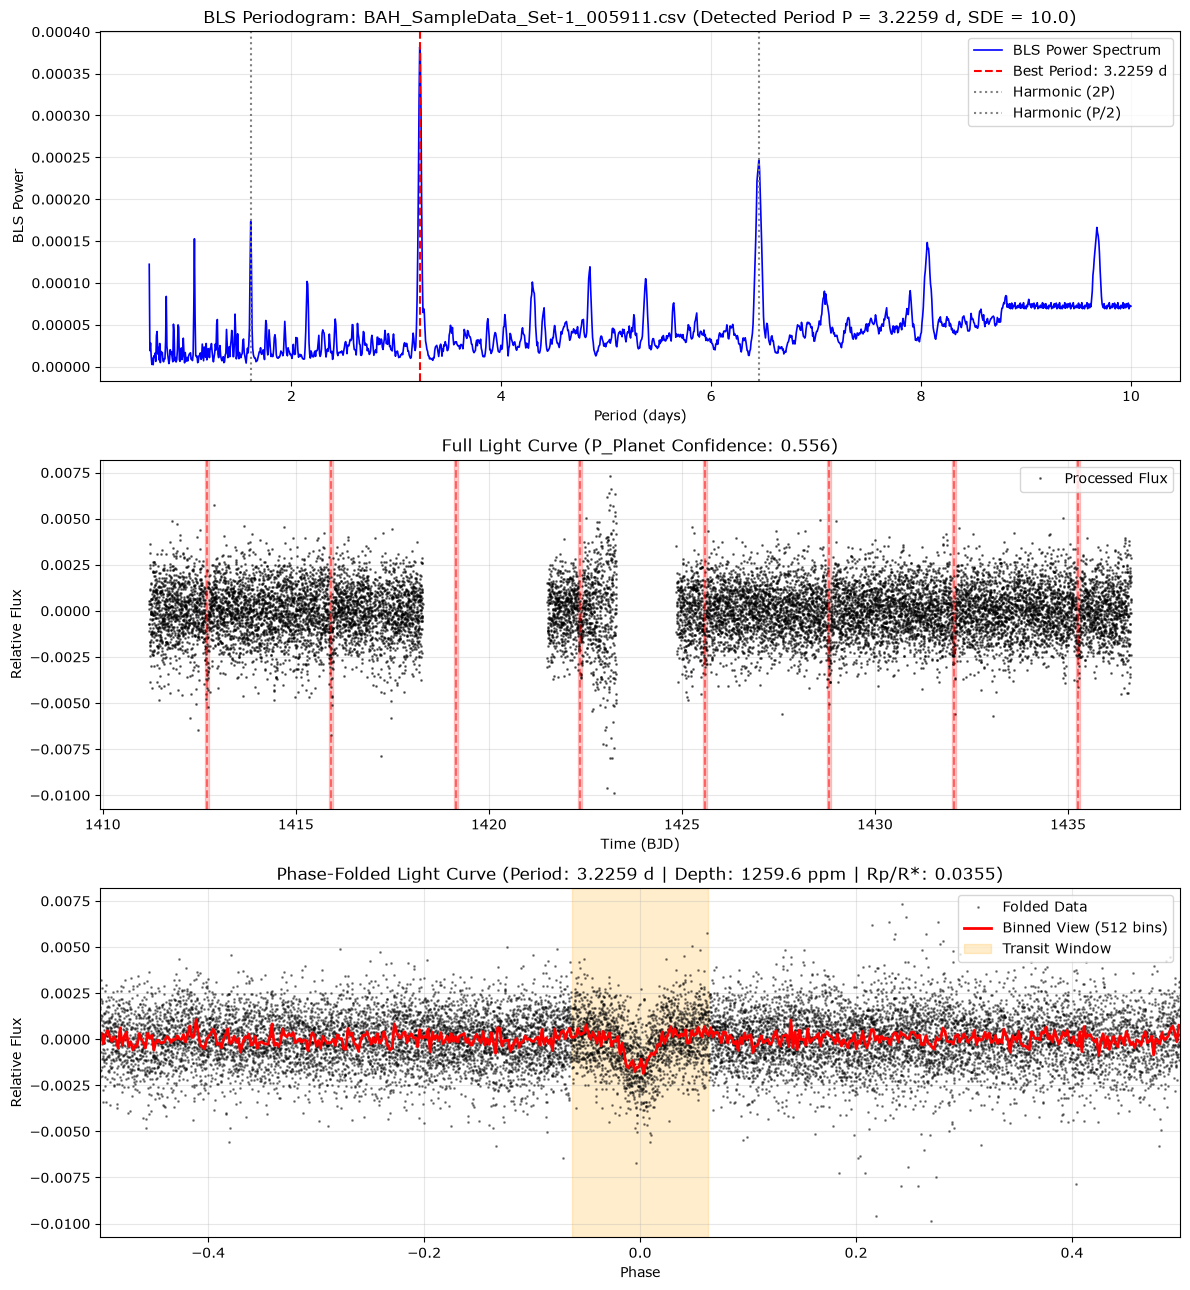 BLS Periodogram: BAH_SampleData_Set-1_005911.csv (Detected Period P = 3.2259 d, SDE = 10.0)
BLS Power
0.00040
0.00035
0.00030
0.00025
0.00020
0.00015
0.00010
0.00005
0.00000
BLS Power Spectrum
Best Period: 3.2259 d
Harmonic (2P)
Harmonic (P/2)
2 4 6 8 10
Period (days)
Full Light Curve (P_Planet Confidence: 0.556)
Relative Flux
0.0075
0.0050
0.0025
0.0000
−0.0025
−0.0050
−0.0075
−0.0100
Processed Flux
1410 1415 1420 1425 1430 1435
Time (BJD)
Phase-Folded Light Curve (Period: 3.2259 d | Depth: 1259.6 ppm | Rp/R*: 0.0355)
Relative Flux
0.0075
0.0050
0.0025
0.0000
−0.0025
−0.0050
−0.0075
−0.0100
Folded Data
Binned View (512 bins)
Transit Window
−0.4 −0.2 0.0 0.2 0.4
Phase